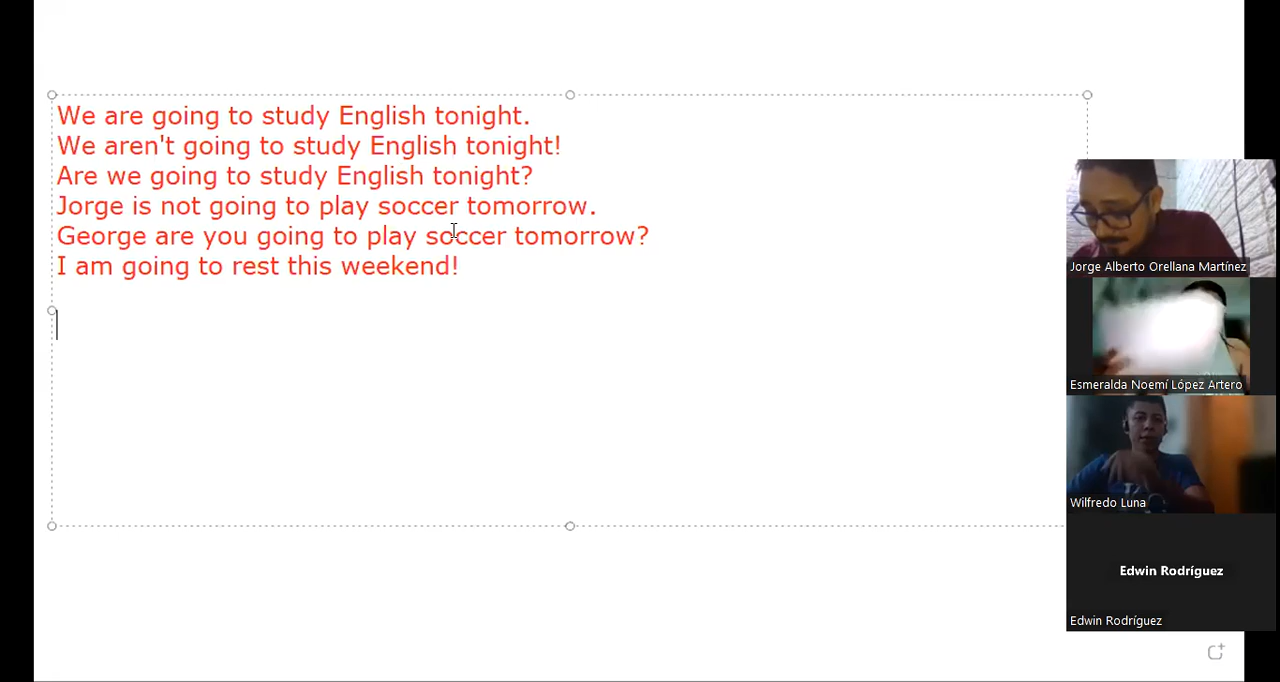 We are going to study English tonight.
We aren't going to study English tonight!
Are we going to study English tonight?
Jorge is not going to play soccer tomorrow.
George are you going to play soccer tomorrow?
I am going to rest this weekend!
Jorge Alberto Orellana Martínez
Esmeralda Noemí López Artero
Wilfredo Luna
Edwin Rodríguez
Edwin Rodríguez